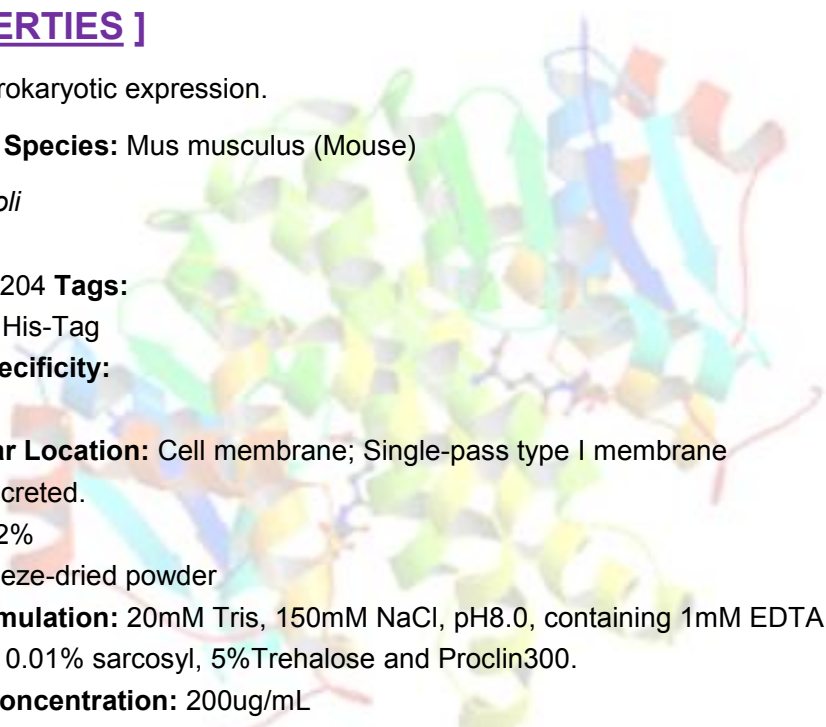 ERTIES ]
rokaryotic expression.
Species: Mus musculus (Mouse)
oli
204 Tags:
His-Tag
ecificity:
ar Location: Cell membrane; Single-pass type I membrane
creted.
2%
eze-dried powder
mulation: 20mM Tris, 150mM NaCl, pH8.0, containing 1mM EDTA
0.01% sarcosyl, 5%Trehalose and Proclin300.
oncentration: 200ug/mL